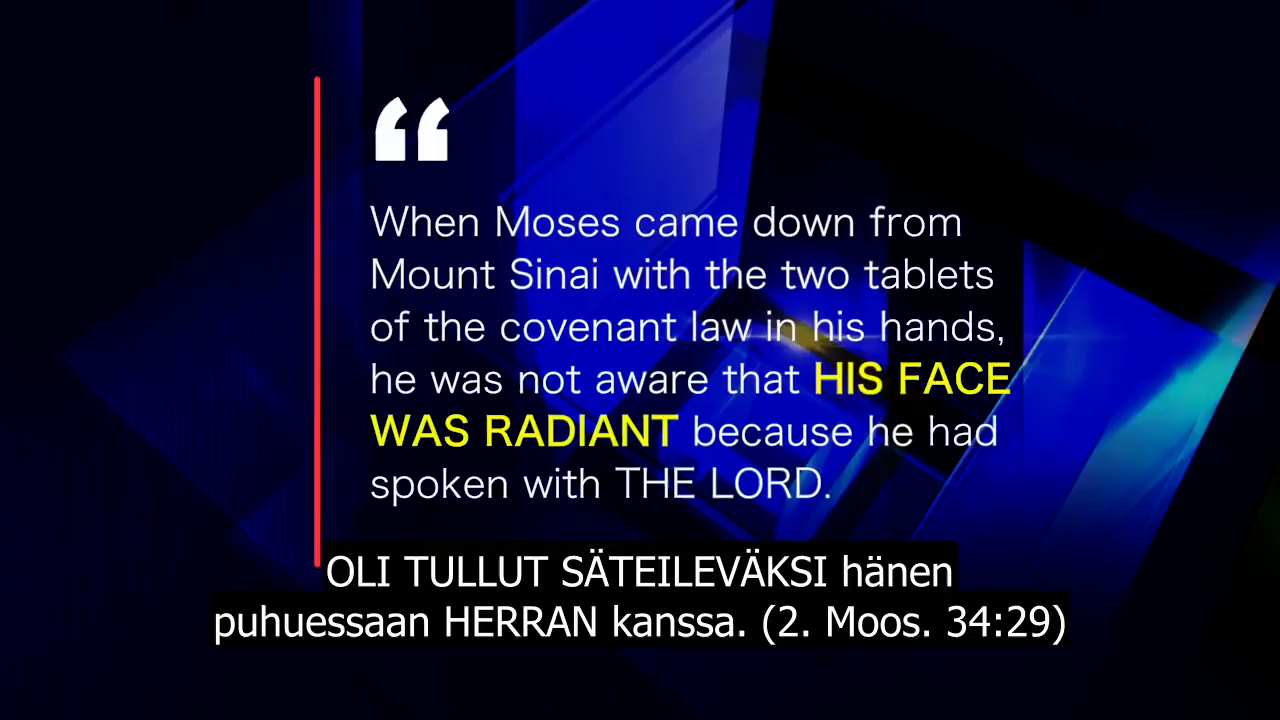 “
When Moses came down from
Mount Sinai with the two tablets
of the covenant law in his hands,
he was not aware that HIS FACE
WAS RADIANT because he had
spoken with THE LORD.
OLI TULLUT SÄTEILEVÄKSI hänen
puhuessaan HERRAN kanssa. (2. Moos. 34:29)